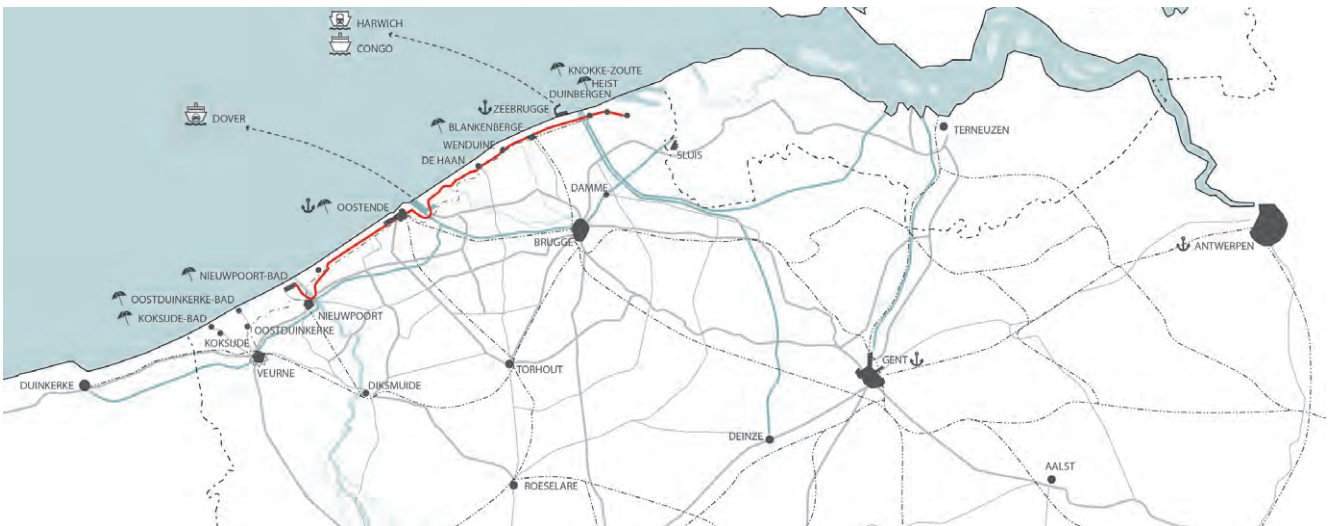 HARWICH
CONGO
KNOKKE-ZOUTE
HEIST
DUINBERGEN
ZEEBRUGGE
DOVER
BLANKENBERGE
WENDUINE
DE HAAN
TERNEUZEN
SLUIS
DAMME
OOSTENDE
BRUGGE
ANTWERPEN
NIEUWPOORT-BAD
OOSTDUINKERKE-BAD
NIEUWPOORT
KOKSIJDE-BAD
OOSTDUINKERKE
KOKSIJDE
GENT
VEURNE
TORHOUT
DUINKERKE
DIKSMUIDE
DEINZE
AALST
ROESELARE